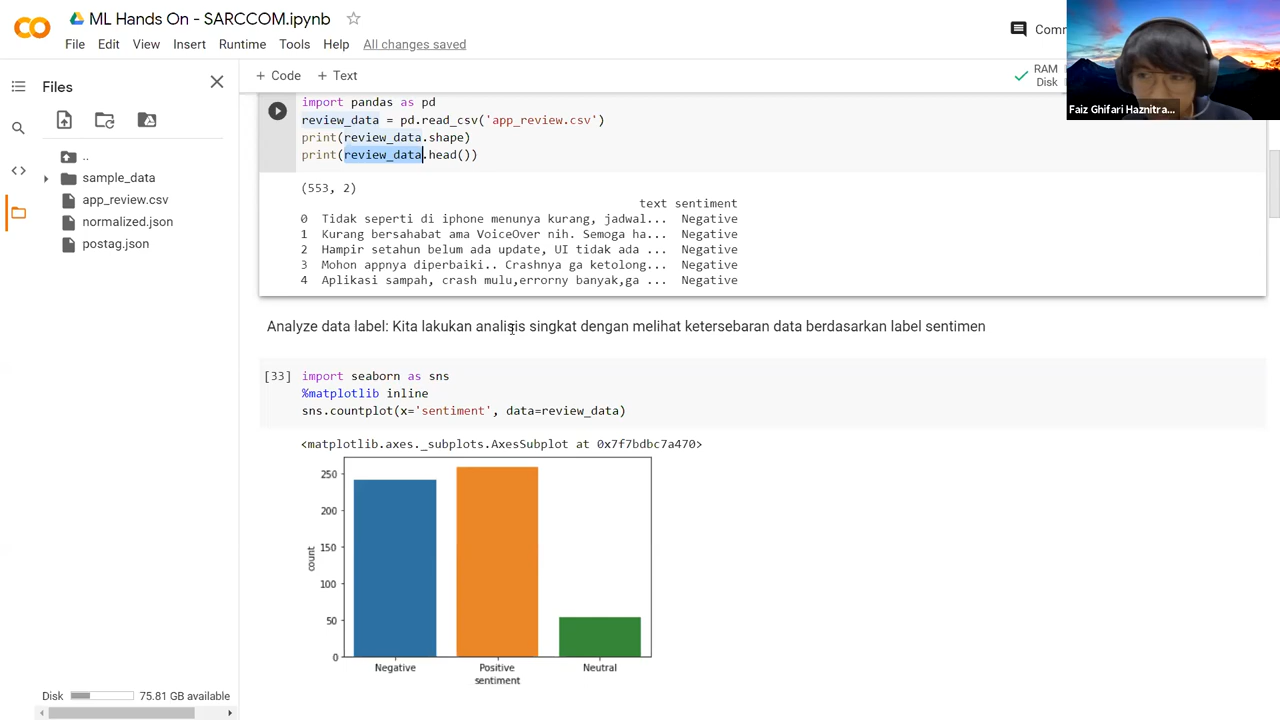 ML Hands On - SARCCOM.ipynb
File Edit View Insert Runtime Tools Help All changes saved
Faiz Ghifari Haznitra...
Files
+ Code + Text
RAM
Disk
..
sample_data
app_review.csv
normalized.json
postag.json
import pandas as pd
review_data = pd.read_csv('app_review.csv')
print(review_data.shape)
print(review_data.head())
(553, 2)
text sentiment
0 Tidak seperti di iphone menunya kurang, jadwal... Negative
1 Kurang bersahabat ama VoiceOver nih. Semoga ha... Negative
2 Hampir setahun belum ada update, UI tidak ada ... Negative
3 Mohon appnya diperbaiki.. Crashnya ga ketolong... Negative
4 Aplikasi sampah, crash mulu,errorny banyak,ga ... Negative
Analyze data label: Kita lakukan analisis singkat dengan melihat ketersebaran data berdasarkan label sentimen
[33] import seaborn as sns
%matplotlib inline
sns.countplot(x='sentiment', data=review_data)
<matplotlib.axes._subplots.AxesSubplot at 0x7f7bdbc7a470>
250
200
150
100
50
0
count
Negative Positive Neutral
sentiment
Disk 75.81 GB available